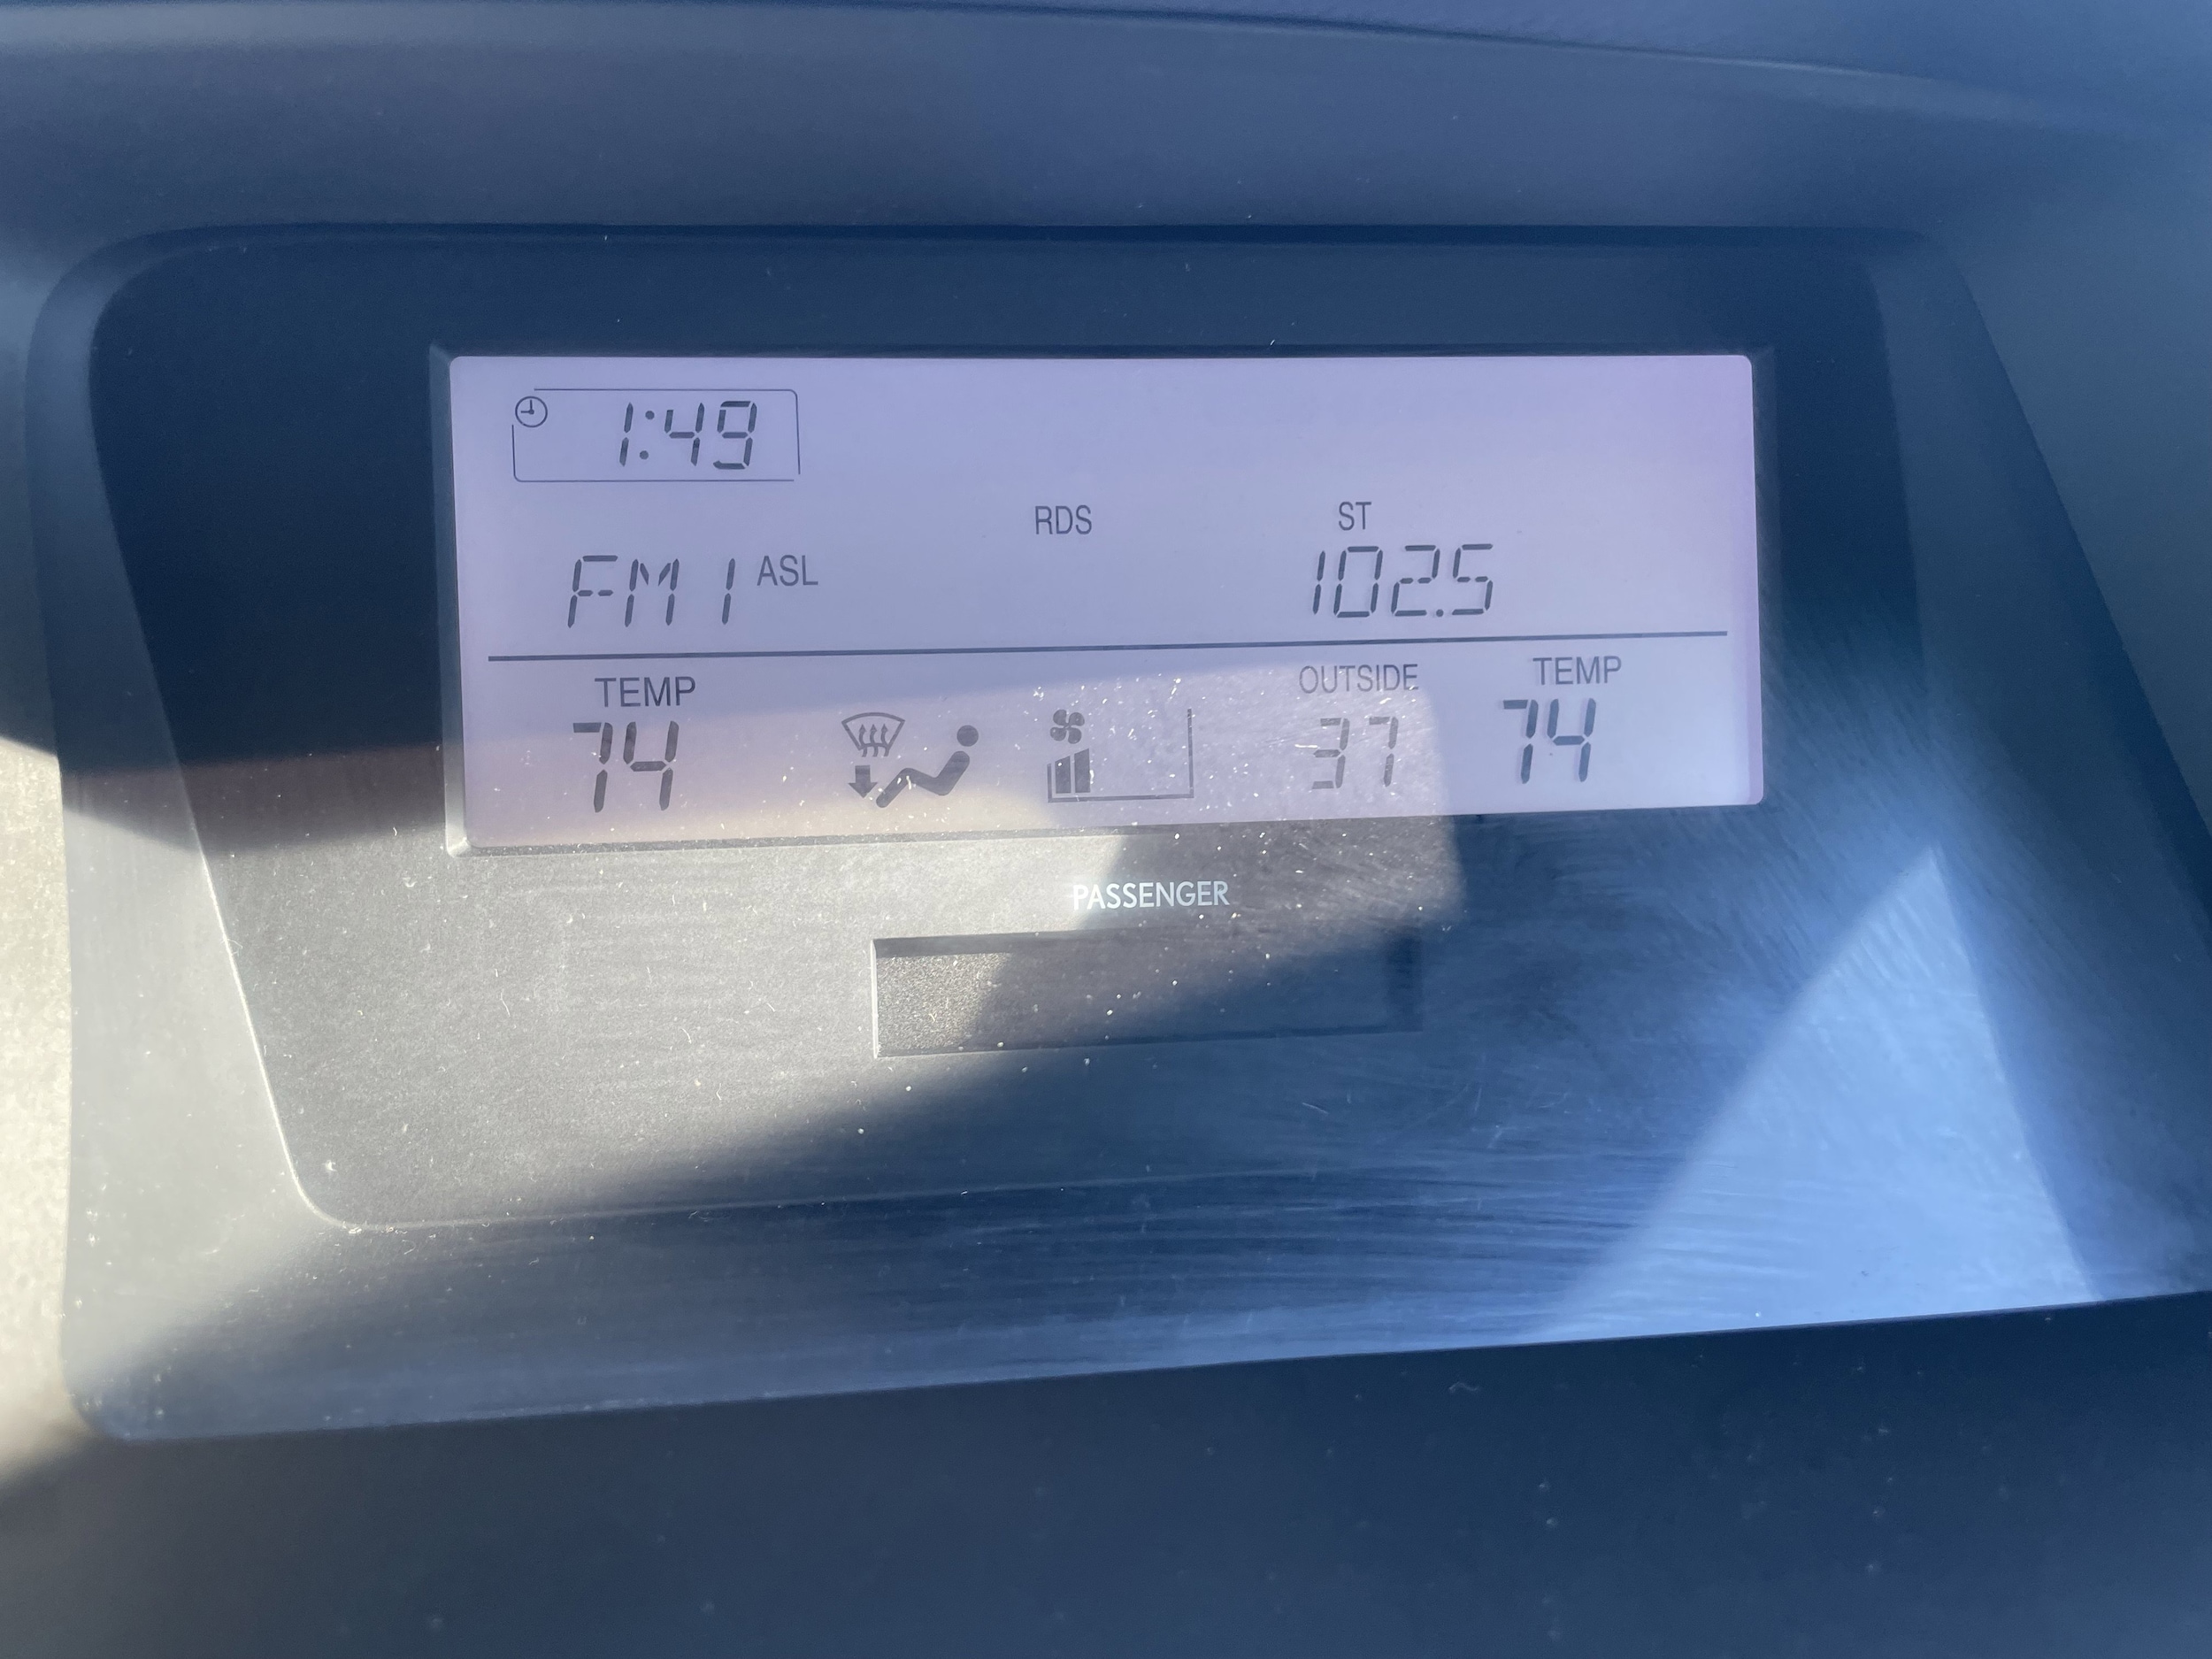 1:49
RDS ST
FM1 ASL 102.5
TEMP OUTSIDE TEMP
74 37 74
PASSENGER